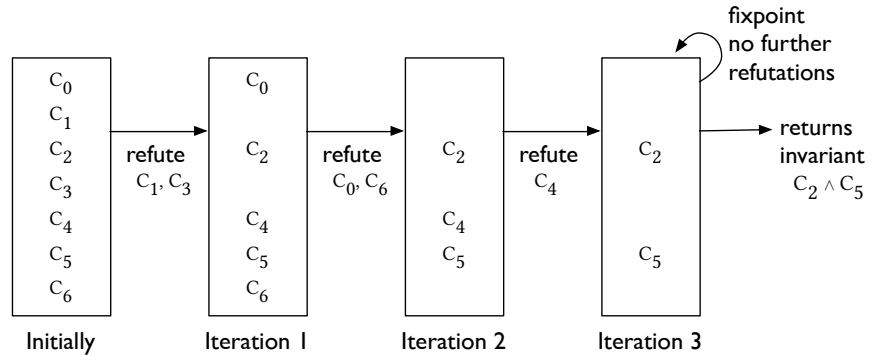 fixpoint
no further
refutations
C₀
C₁
C₂
C₃
C₄
C₅
C₆
Initially
refute
C₁, C₃
C₀
C₂
C₄
C₅
C₆
Iteration 1
refute
C₀, C₆
C₂
C₄
C₅
Iteration 2
refute
C₄
C₂
C₅
Iteration 3
returns
invariant
C₂ ∧ C₅